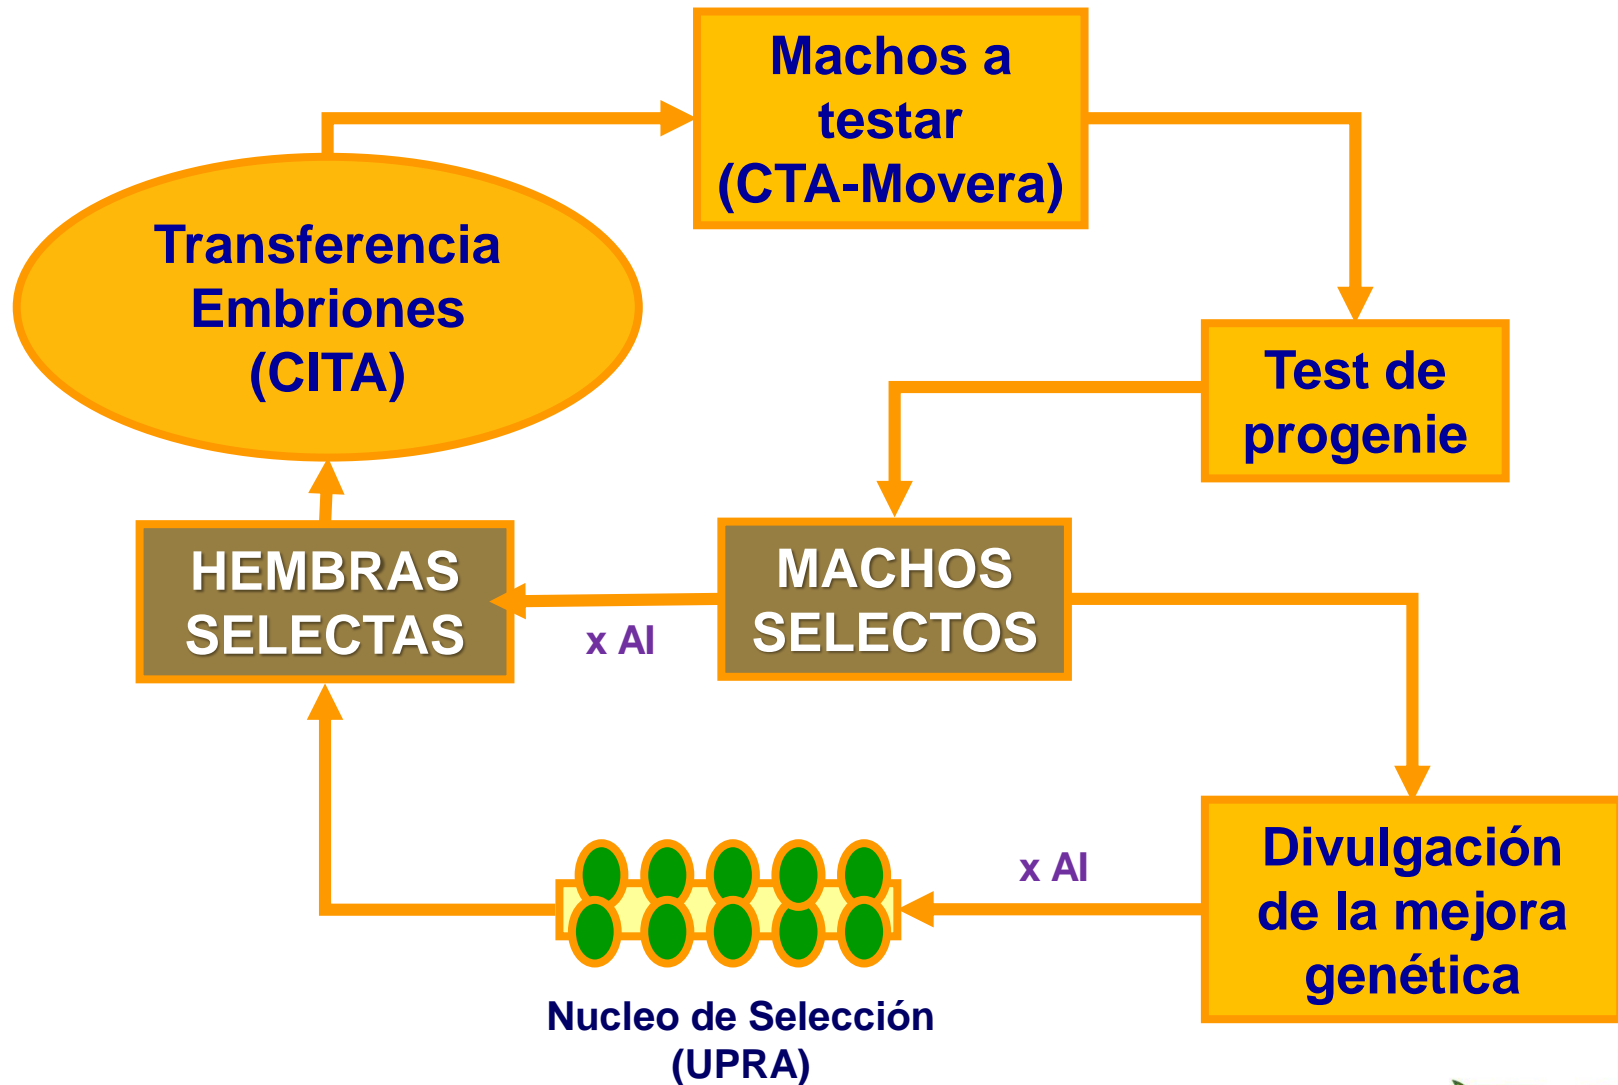 Machos a
testar
(CTA-Movera)
Transferencia
Embriones
(CITA)
Test de
progenie
HEMBRAS
SELECTAS
x AI
MACHOS
SELECTOS
x AI
Divulgación
de la mejora
genética
Nucleo de Selección
(UPRA)